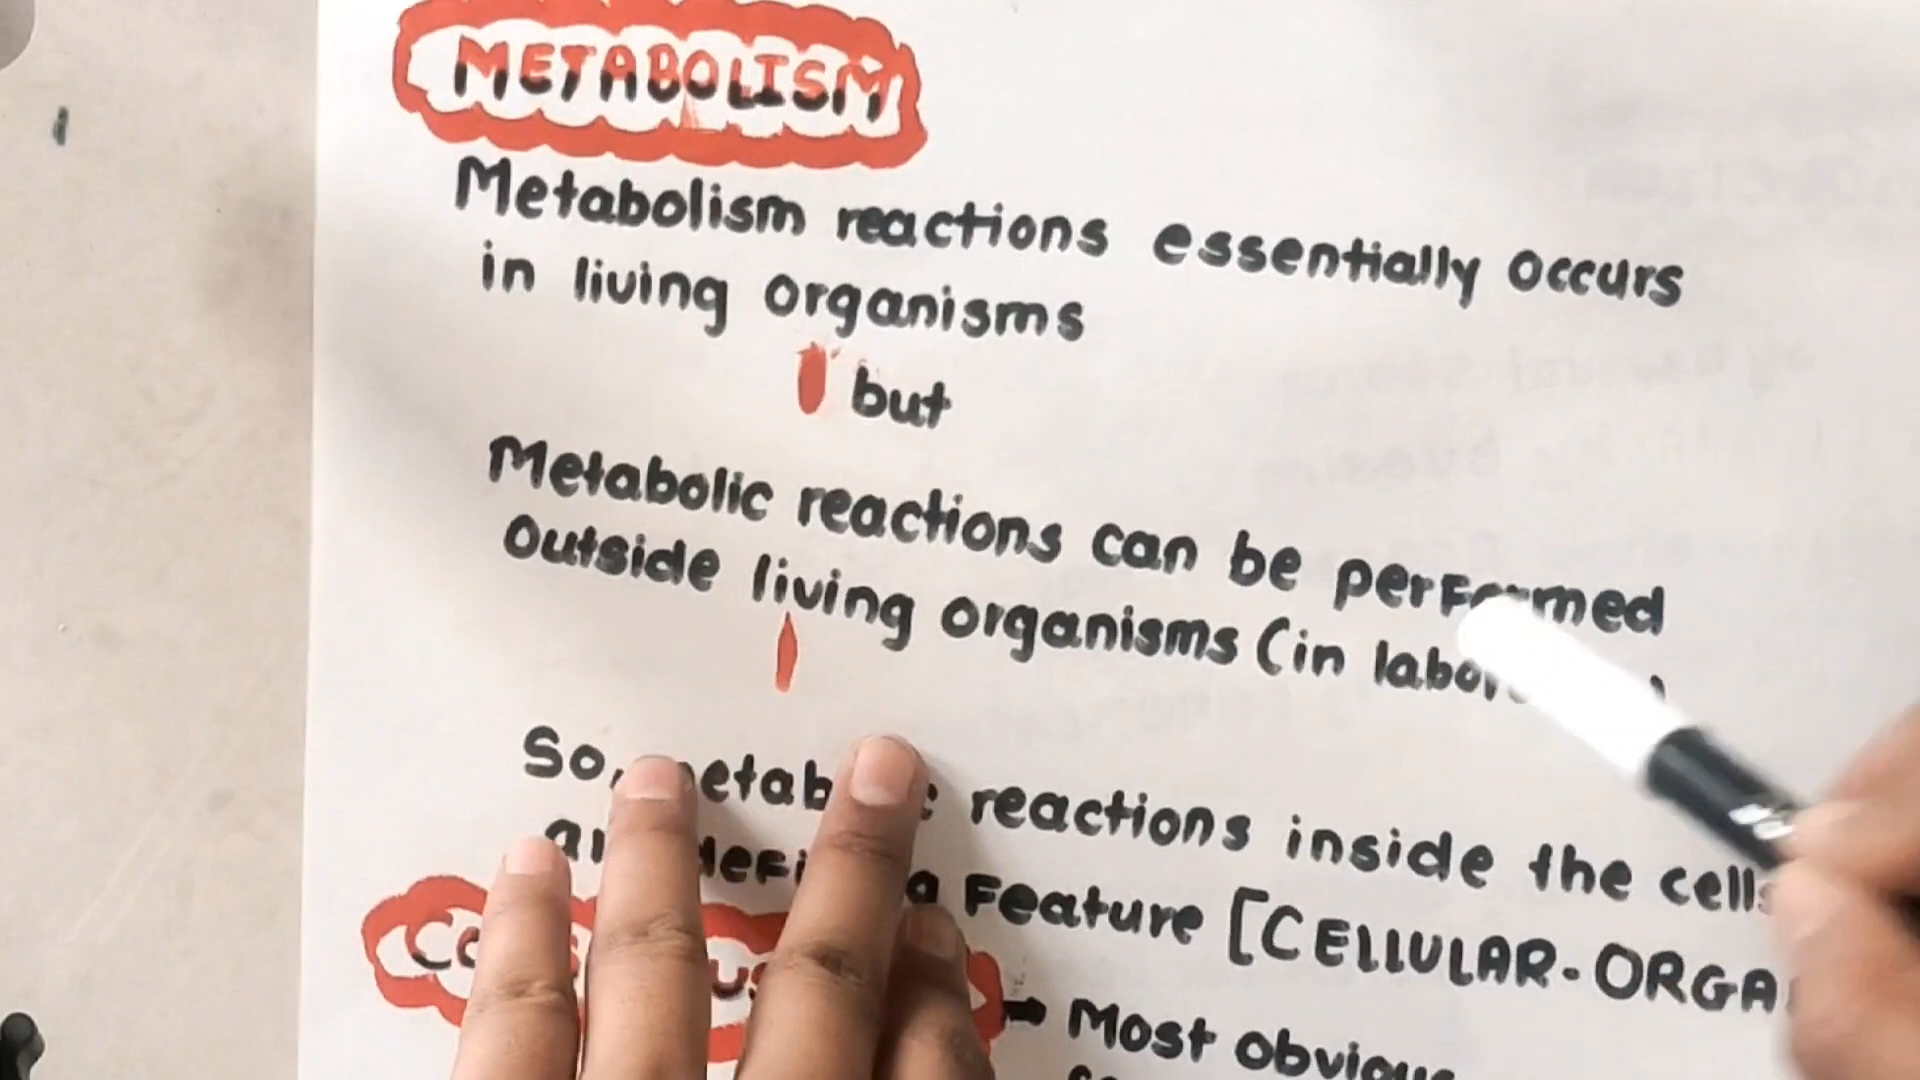 METABOLISM
Metabolism reactions essentially occurs
in living organisms
but
Metabolic reactions can be performed
Outside living organisms (in
So, reactions inside the cells
Feature [CELLULAR-
Most obvious